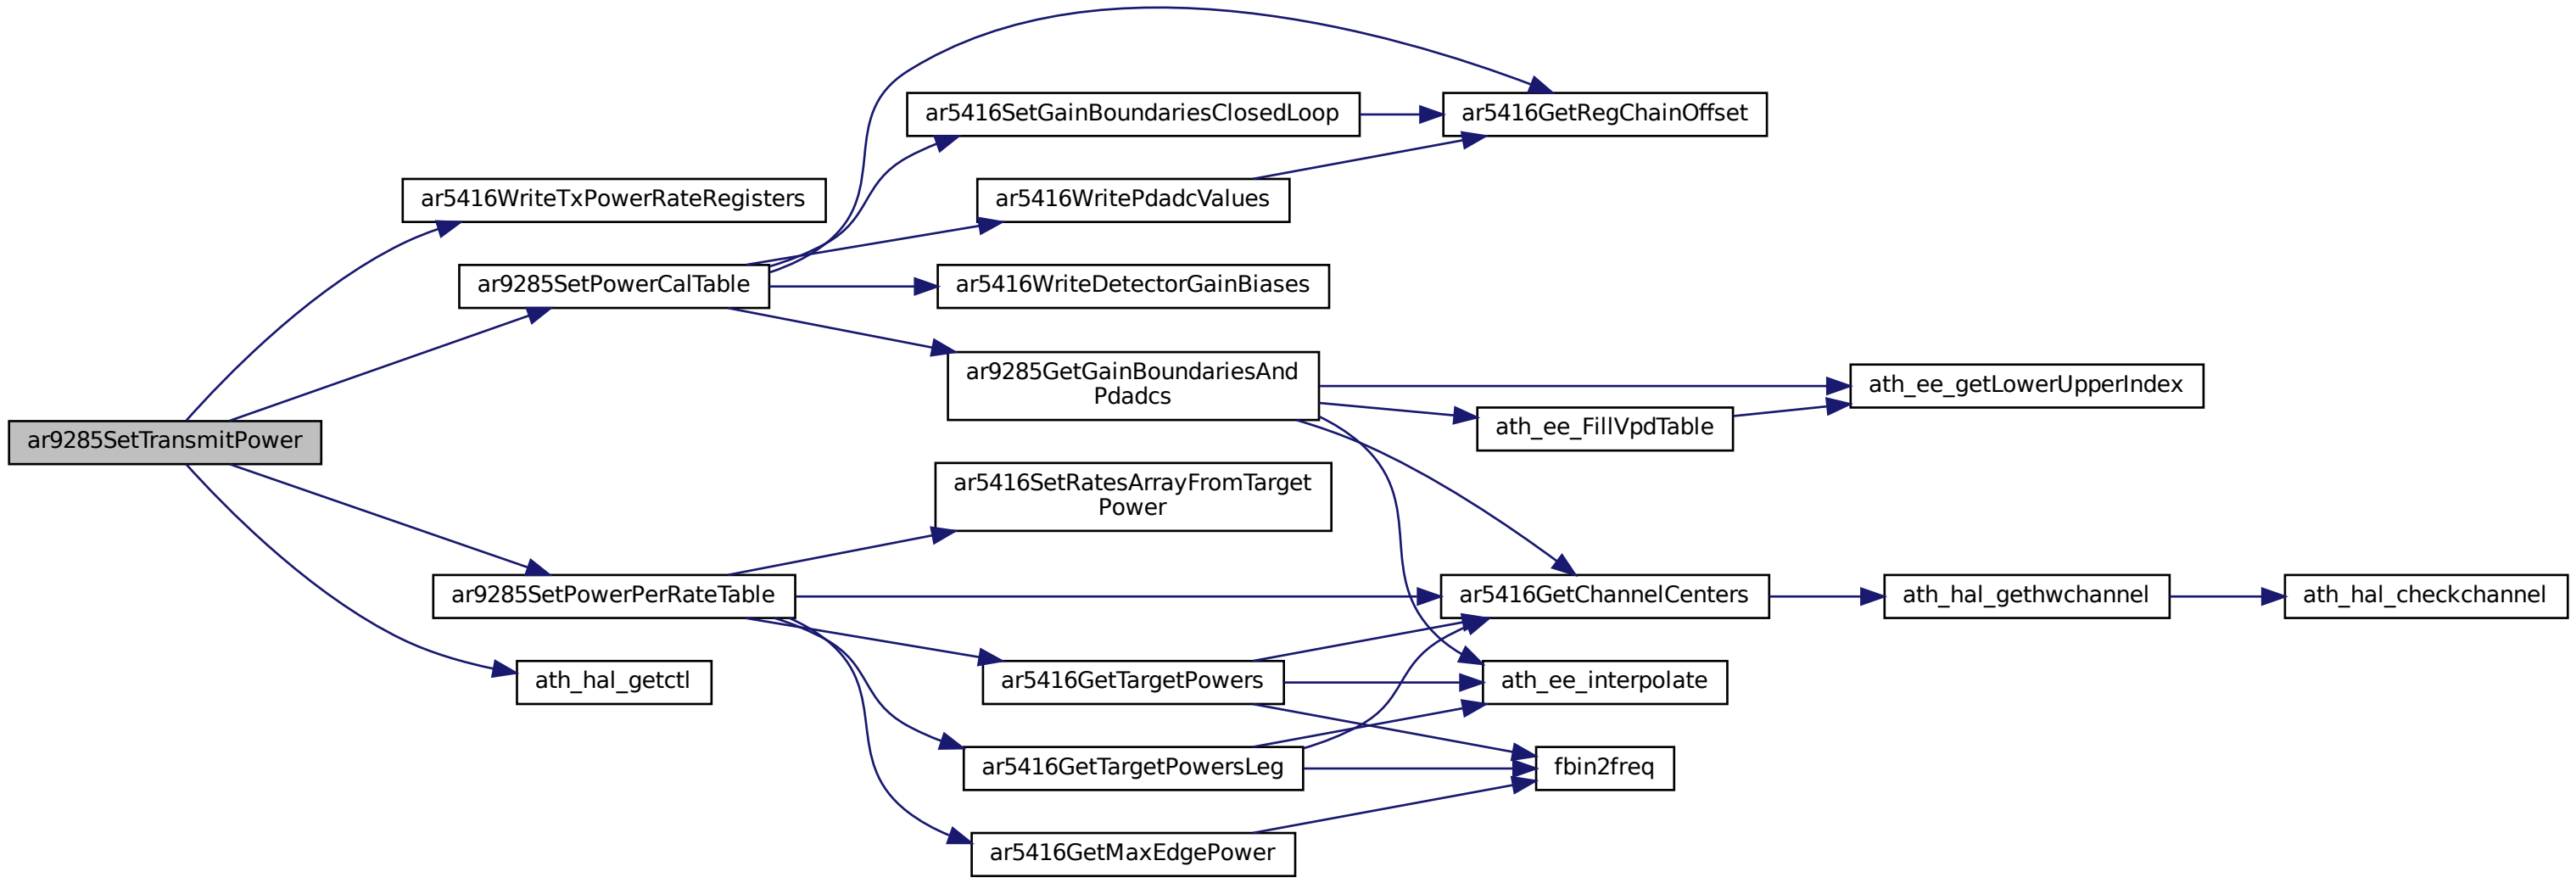 ar9285SetTransmitPower
ar5416WriteTxPowerRateRegisters
ar9285SetPowerCalTable
ar9285SetPowerPerRateTable
ath_hal_getctl
ar5416SetGainBoundariesClosedLoop
ar5416WritePdadcValues
ar5416WriteDetectorGainBiases
ar9285GetGainBoundariesAnd
Pdadcs
ar5416SetRatesArrayFromTarget
Power
ar5416GetTargetPowers
ar5416GetTargetPowersLeg
ar5416GetMaxEdgePower
ar5416GetRegChainOffset
ath_ee_FillVpdTable
ar5416GetChannelCenters
ath_ee_interpolate
fbin2freq
ath_ee_getLowerUpperIndex
ath_hal_gethwchannel
ath_hal_checkchannel